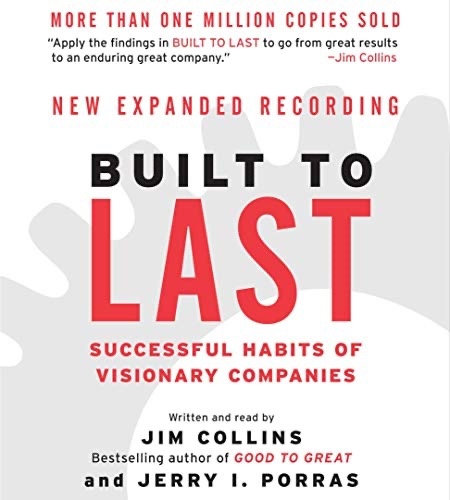 MORE THAN ONE MILLION COPIES SOLD
“Apply the findings in BUILT TO LAST to go from great results
to an enduring great company.” —Jim Collins
NEW EXPANDED RECORDING
BUILT TO
LAST
SUCCESSFUL HABITS OF
VISIONARY COMPANIES
Written and read by
JIM COLLINS
Bestselling author of GOOD TO GREAT
and JERRY I. PORRAS